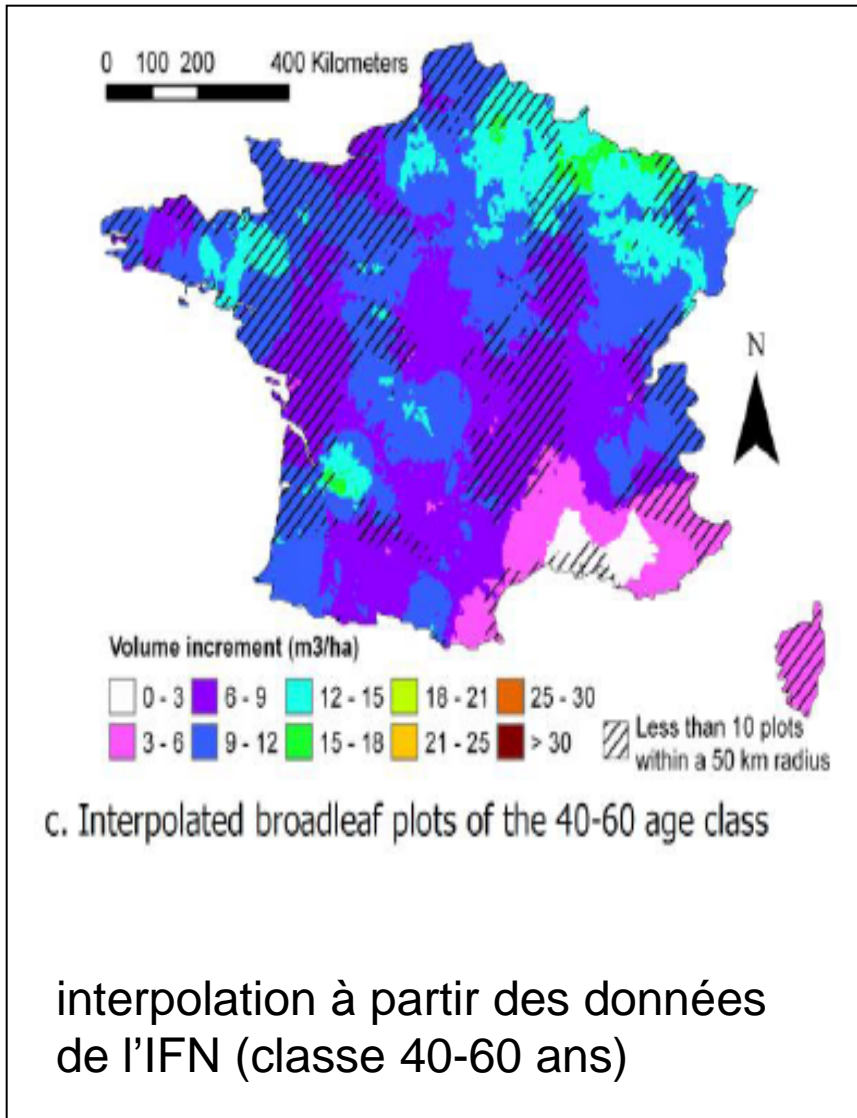 0 100 200 400 Kilometers
N
Volume increment (m3/ha)
0 - 3 6 - 9 12 - 15 18 - 21 25 - 30
3 - 6 9 - 12 15 - 18 21 - 25 > 30
Less than 10 plots
within a 50 km radius
c. Interpolated broadleaf plots of the 40-60 age class
interpolation à partir des données
de l’IFN (classe 40-60 ans)